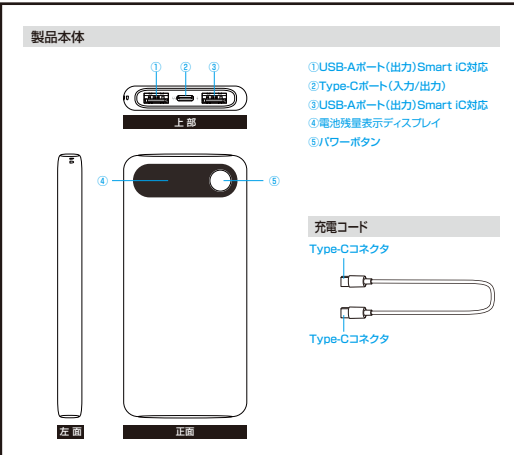 製品本体
① ② ③
上部
①USB-Aポート（出力）Smart iC対応
②Type-Cポート（入力/出力）
③USB-Aポート（出力）Smart iC対応
④電池残量表示ディスプレイ
⑤パワーボタン
④ ⑤
充電コード
Type-Cコネクタ
Type-Cコネクタ
左面
正面